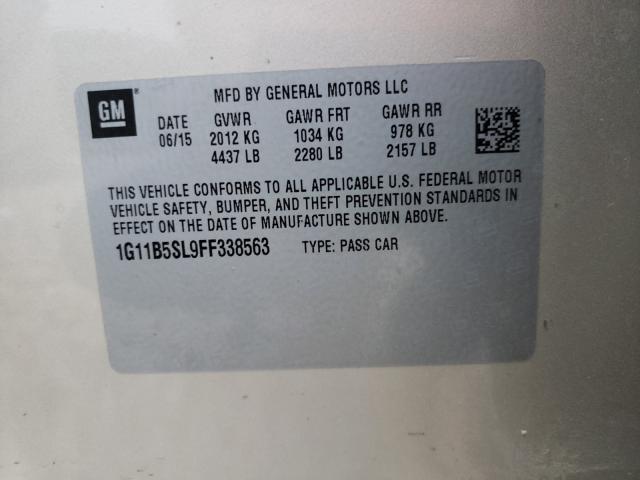 GM ®
MFD BY GENERAL MOTORS LLC
DATE GVWR GAWR FRT GAWR RR
06/15 2012 KG 1034 KG 978 KG
4437 LB 2280 LB 2157 LB
THIS VEHICLE CONFORMS TO ALL APPLICABLE U.S. FEDERAL MOTOR
VEHICLE SAFETY, BUMPER, AND THEFT PREVENTION STANDARDS IN
EFFECT ON THE DATE OF MANUFACTURE SHOWN ABOVE.
1G11B5SL9FF338563 TYPE: PASS CAR